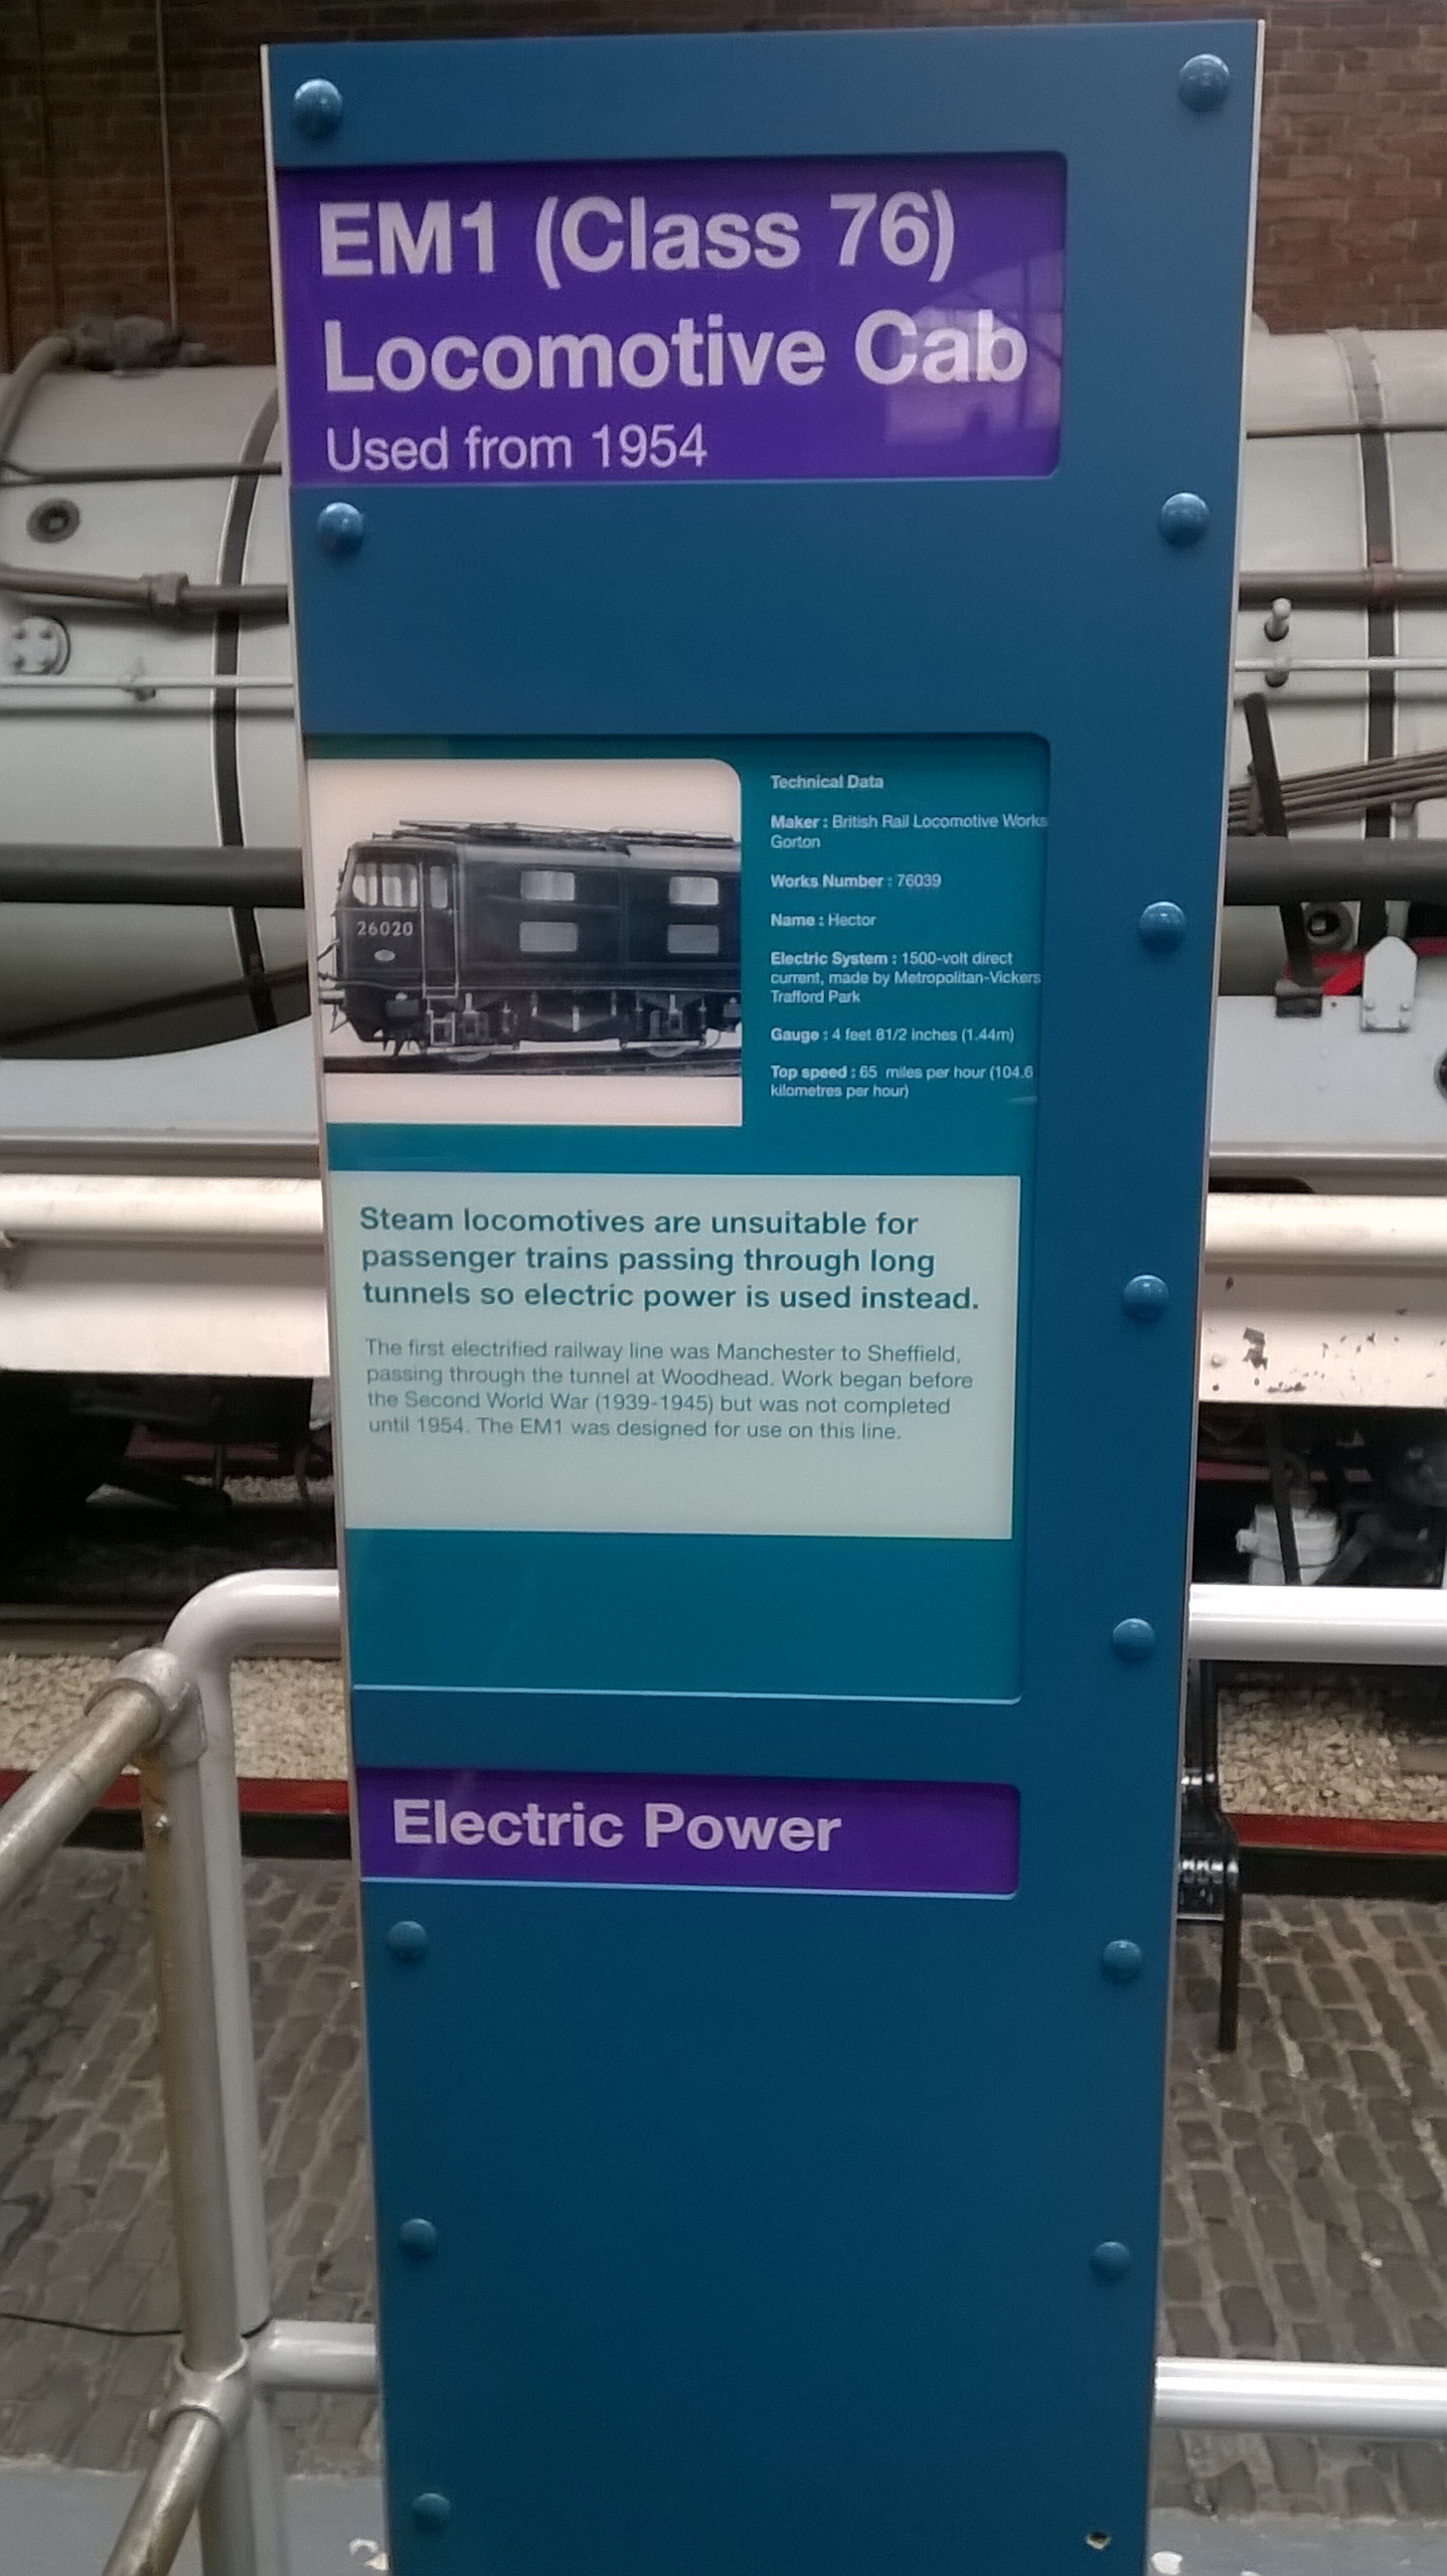 EM1 (Class 76)
Locomotive Cab
Used from 1954
26020
Technical Data
Maker : British Rail Locomotive Works
Gorton
Works Number : 76039
Name : Hector
Electric System : 1500-volt direct
current, made by Metropolitan-Vickers
Trafford Park
Gauge : 4 feet 81/2 inches (1.44m)
Top speed : 65 miles per hour (104.6
kilometres per hour)
Steam locomotives are unsuitable for
passenger trains passing through long
tunnels so electric power is used instead.
The first electrified railway line was Manchester to Sheffield,
passing through the tunnel at Woodhead. Work began before
the Second World War (1939-1945) but was not completed
until 1954. The EM1 was designed for use on this line.
Electric Power